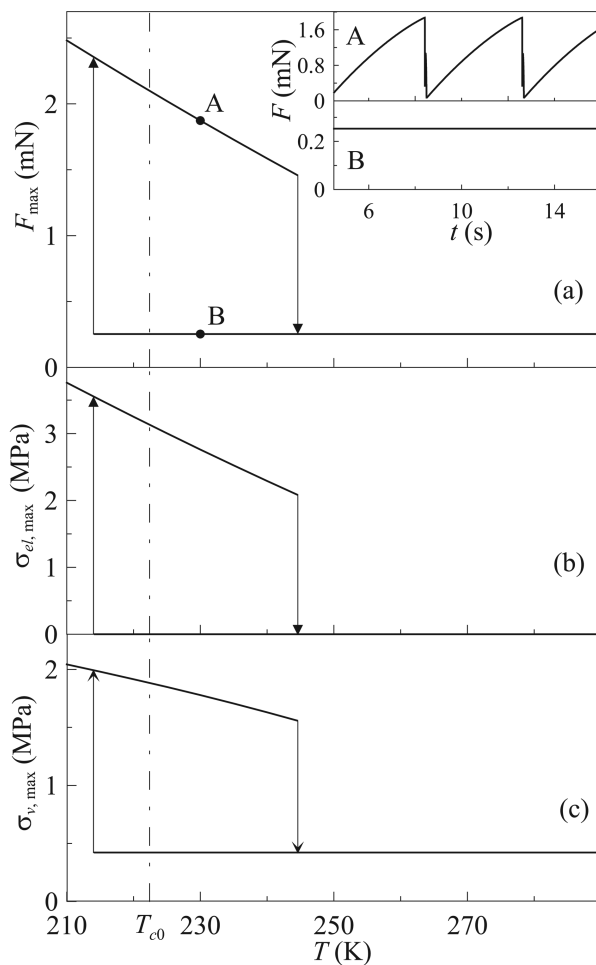 A
1.6
0.8
0
F (mN)
0.2
0
B
6
10
14
t (s)
2
1
0
F_max (mN)
A
B
(a)
3
2
1
0
σ_el, max (MPa)
(b)
2
1
0
σ_v, max (MPa)
(c)
210
T_c0
230
250
270
T (K)